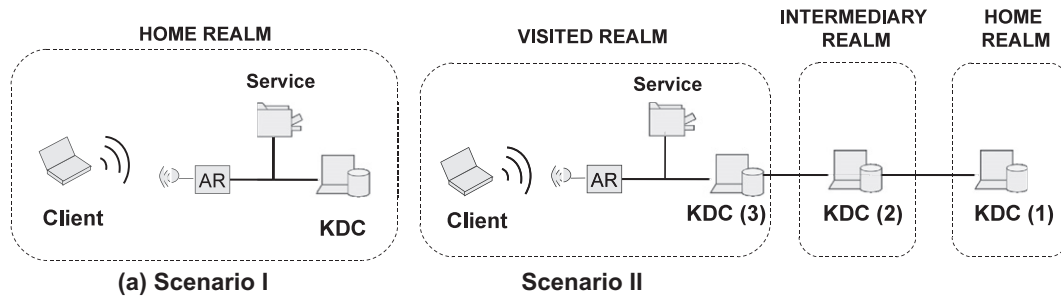 HOME REALM
Service
AR
Client
KDC
(a) Scenario I
VISITED REALM
Service
AR
Client
KDC (3)
Scenario II
INTERMEDIARY
REALM
KDC (2)
HOME
REALM
KDC (1)